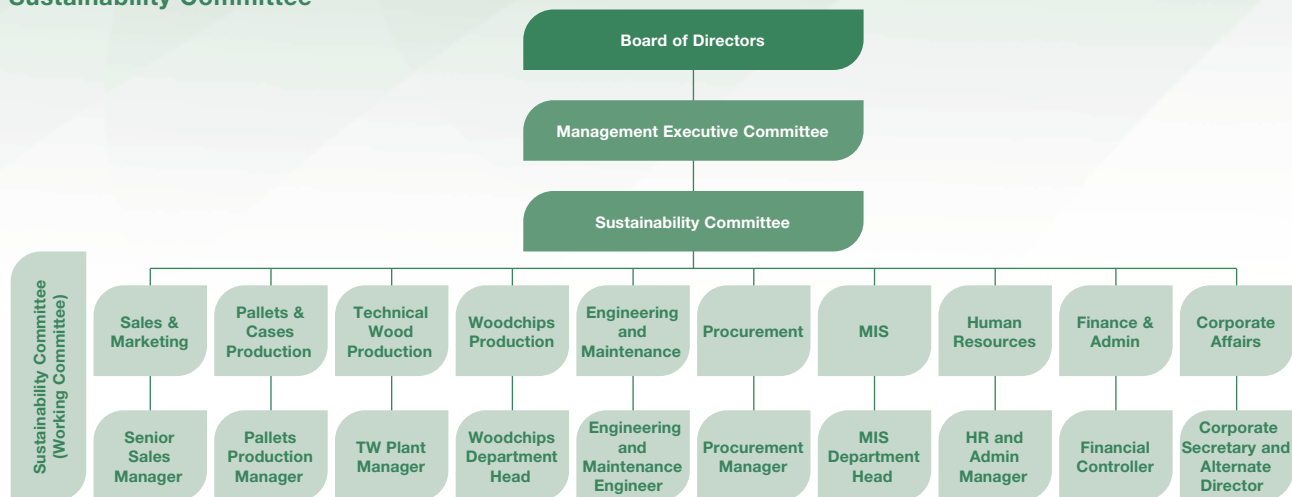 Sustainability Committee
Board of Directors
Management Executive Committee
Sustainability Committee
Sustainability Committee
(Working Committee)
Sales &
Marketing
Pallets &
Cases
Production
Technical
Wood
Production
Woodchips
Production
Engineering
and
Maintenance
Procurement
MIS
Human
Resources
Finance &
Admin
Corporate
Affairs
Senior
Sales
Manager
Pallets
Production
Manager
TW Plant
Manager
Woodchips
Department
Head
Engineering
and
Maintenance
Engineer
Procurement
Manager
MIS
Department
Head
HR and
Admin
Manager
Financial
Controller
Corporate
Secretary and
Alternate
Director